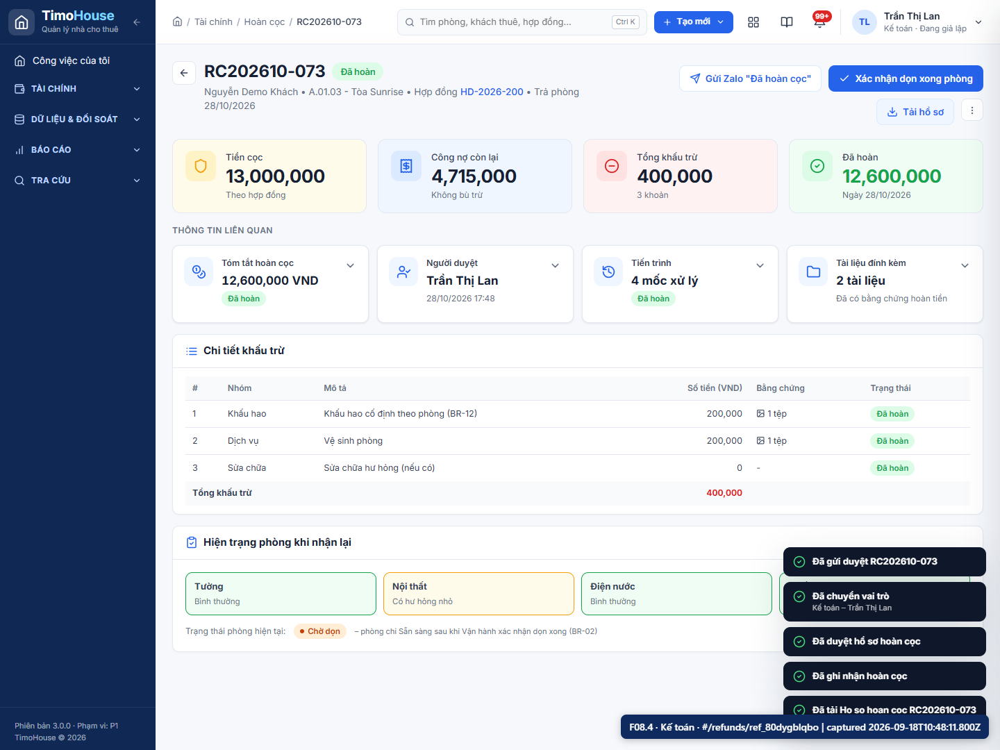 TimoHouse
Quản lý nhà cho thuê
Công việc của tôi
TÀI CHÍNH
DỮ LIỆU & ĐỐI SOÁT
BÁO CÁO
TRA CỨU
Phiên bản 3.0.0 · Phạm vi: P1
TimoHouse © 2026
/ Tài chính / Hoàn cọc / RC202610-073
Tìm phòng, khách thuê, hợp đồng...
Ctrl K
Tạo mới
99+
TL
Trần Thị Lan
Kế toán · Đang giả lập
RC202610-073
Đã hoàn
Nguyễn Demo Khách • A.01.03 - Tòa Sunrise • Hợp đồng HD-2026-200 • Trả phòng
28/10/2026
Gửi Zalo "Đã hoàn cọc"
Xác nhận dọn xong phòng
Tải hồ sơ
Tiền cọc
13,000,000
Theo hợp đồng
Công nợ còn lại
4,715,000
Không bù trừ
Tổng khấu trừ
400,000
3 khoản
Đã hoàn
12,600,000
Ngày 28/10/2026
THÔNG TIN LIÊN QUAN
Tóm tắt hoàn cọc
12,600,000 VND
Đã hoàn
Người duyệt
Trần Thị Lan
28/10/2026 17:48
Tiến trình
4 mốc xử lý
Đã hoàn
Tài liệu đính kèm
2 tài liệu
Đã có bằng chứng hoàn tiền
Chi tiết khấu trừ
# Nhóm Mô tả Số tiền (VND) Bằng chứng Trạng thái
1 Khấu hao Khấu hao cố định theo phòng (BR-12) 200,000 1 tệp Đã hoàn
2 Dịch vụ Vệ sinh phòng 200,000 1 tệp Đã hoàn
3 Sửa chữa Sửa chữa hư hỏng (nếu có) 0 - Đã hoàn
Tổng khấu trừ 400,000
Hiện trạng phòng khi nhận lại
Tường
Bình thường
Nội thất
Có hư hỏng nhỏ
Điện nước
Bình thường
Trạng thái phòng hiện tại: Chờ dọn – phòng chỉ Sẵn sàng sau khi Vận hành xác nhận dọn xong (BR-02)
Đã gửi duyệt RC202610-073
Đã chuyển vai trò
Kế toán – Trần Thị Lan
Đã duyệt hồ sơ hoàn cọc
Đã ghi nhận hoàn cọc
Đã tải Ho so hoan coc RC202610-073
F08.4 · Kế toán · #/refunds/ref_80dygblqbo | captured 2026-09-18T10:48:11.800Z